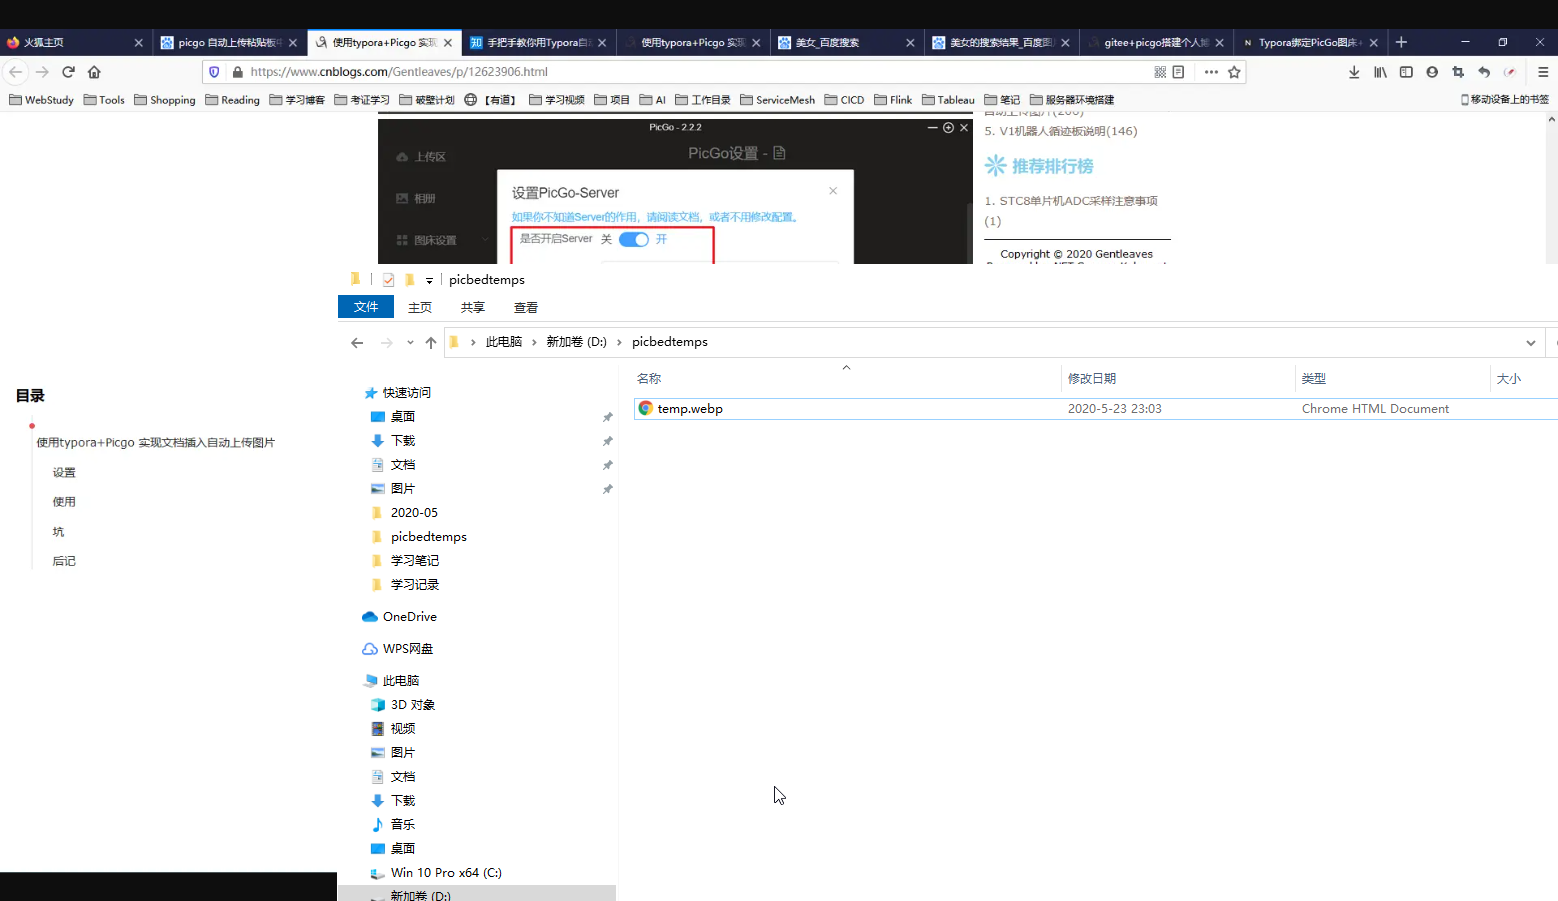 火狐主页
picgo 自动上传粘贴板
使用typora+Picgo 实现
手把手教你用Typora自
使用typora+Picgo 实现
美女_百度搜索
美女的搜索结果_百度图
gitee+picgo搭建个人
Typora绑定PicGo图床
https://www.cnblogs.com/Gentleaves/p/12623906.html
WebStudy Tools Shopping Reading 学习博客 考证学习 破壁计划 【有道】 学习视频 项目 AI 工作目录 ServiceMesh CICD Flink Tableau 笔记 服务器环境搭建 移动设备上的书签
PicGo - 2.2.2
上传区
PicGo设置 -
相册
图床设置
设置PicGo-Server
如果你不知道Server的作用，请阅读文档，或者不用修改配置。
是否开启Server 关 开
自动上传图片(200)
5. V1机器人循迹板说明(146)
推荐排行榜
1. STC8单片机ADC采样注意事项
(1)
Copyright © 2020 Gentleaves
目录
使用typora+Picgo 实现文档插入自动上传图片
设置
使用
坑
后记
picbedtemps
文件 主页 共享 查看
此电脑 新加卷 (D:) picbedtemps
名称 修改日期 类型 大小
temp.webp 2020-5-23 23:03 Chrome HTML Document
快速访问
桌面
下载
文档
图片
2020-05
picbedtemps
学习笔记
学习记录
OneDrive
WPS网盘
此电脑
3D 对象
视频
图片
文档
下载
音乐
桌面
Win 10 Pro x64 (C:)
新加卷 (D:)